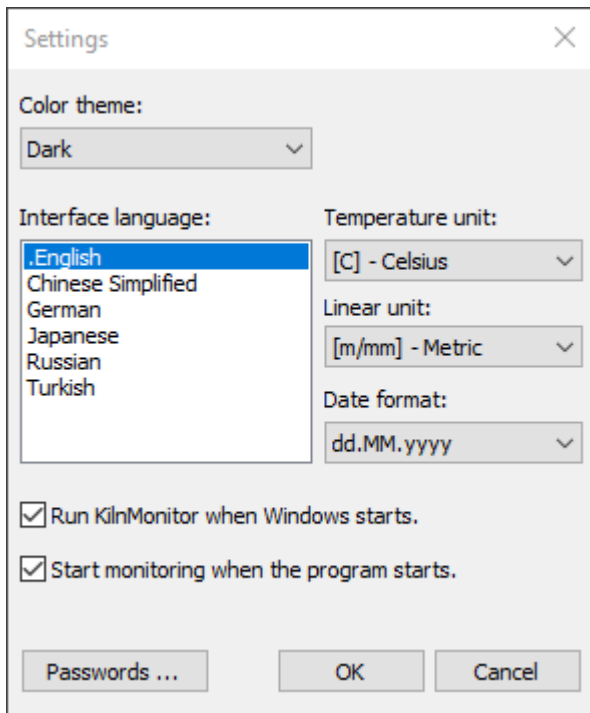 Settings
Color theme:
Dark
Interface language:
.English
Chinese Simplified
German
Japanese
Russian
Turkish
Temperature unit:
[C] - Celsius
Linear unit:
[m/mm] - Metric
Date format:
dd.MM.yyyy
Run KilnMonitor when Windows starts.
Start monitoring when the program starts.
Passwords ...
OK
Cancel